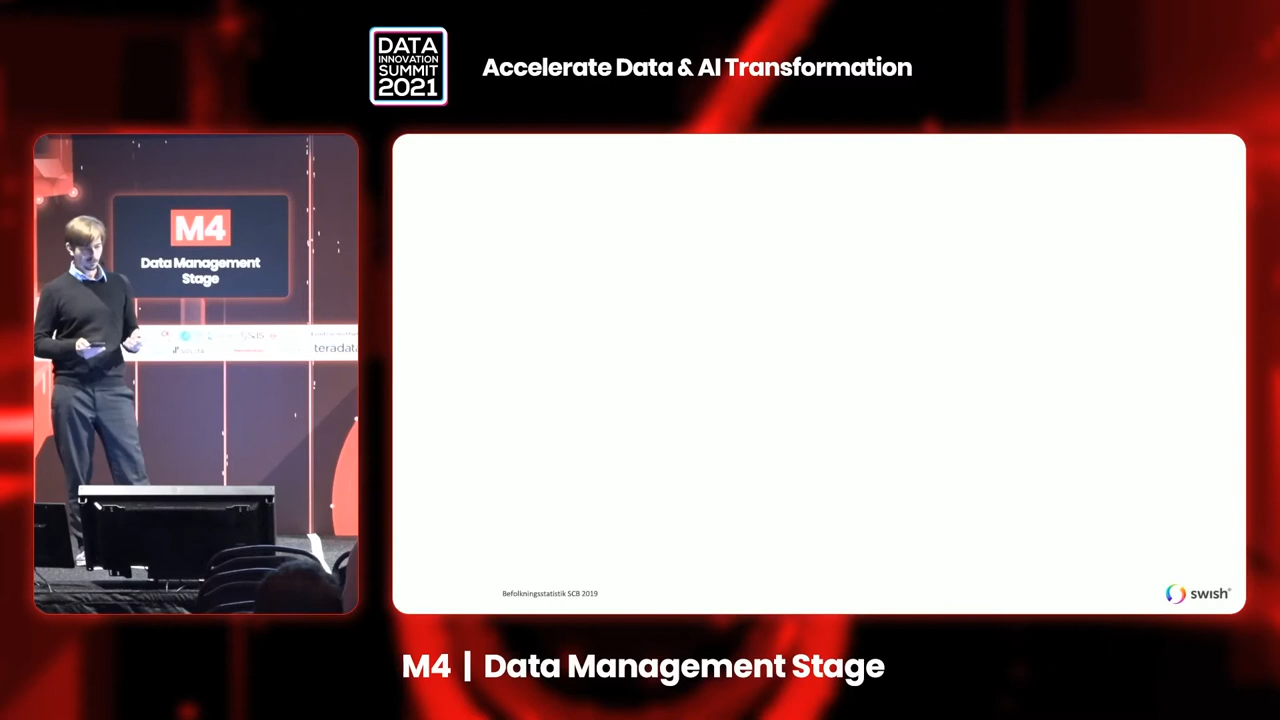 DATA
INNOVATION
SUMMIT
2021
Accelerate Data & AI Transformation
M4
Data Management
Stage
teradata
Befolkningsstatistik SCB 2019
swish
M4 | Data Management Stage